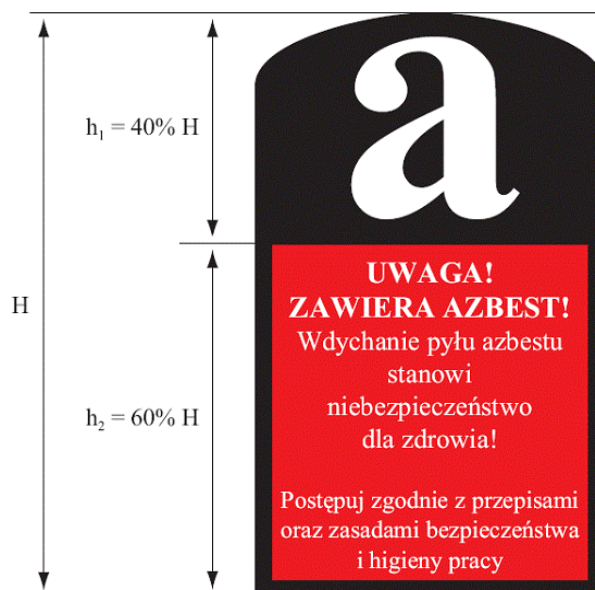 a
h₁ = 40% H
H
h₂ = 60% H
UWAGA!
ZAWIERA AZBEST!
Wdychanie pyłu azbestu
stanowi
niebezpieczeństwo
dla zdrowia!
Postępuj zgodnie z przepisami
oraz zasadami bezpieczeństwa
i higieny pracy